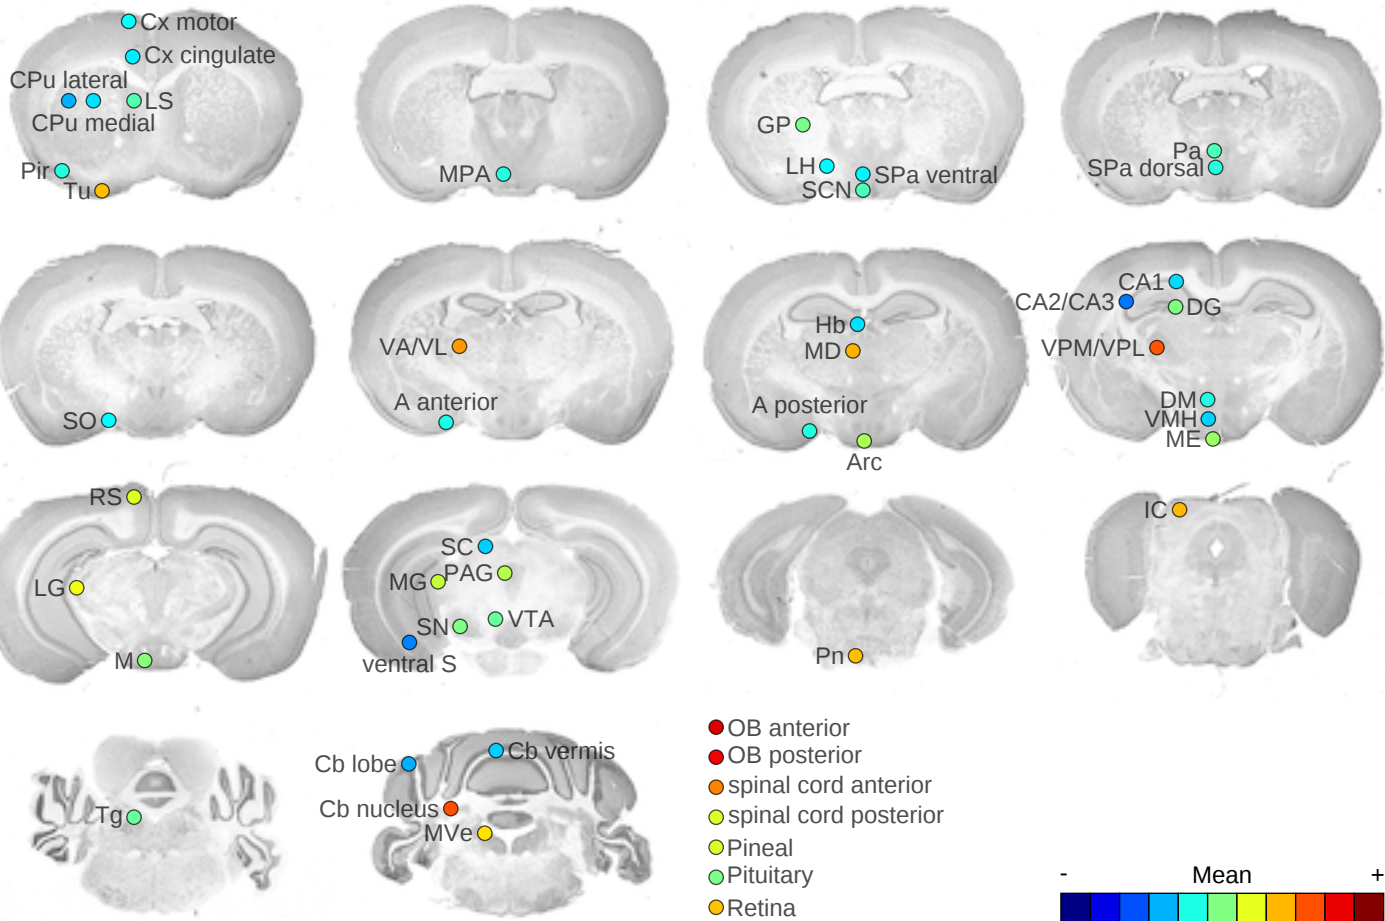 Cx motor
Cx cingulate
CPu lateral
LS
CPu medial
Pir
Tu
MPA
GP
LH
SPa ventral
SCN
Pa
SPa dorsal
SO
VA/VL
A anterior
Hb
MD
A posterior
Arc
CA1
CA2/CA3
DG
VPM/VPL
DM
VMH
ME
RS
LG
M
SC
MG
PAG
SN
VTA
ventral S
Pn
IC
Tg
Cb lobe
Cb vermis
Cb nucleus
MVe
OB anterior
OB posterior
spinal cord anterior
spinal cord posterior
Pineal
Pituitary
Retina
- Mean +